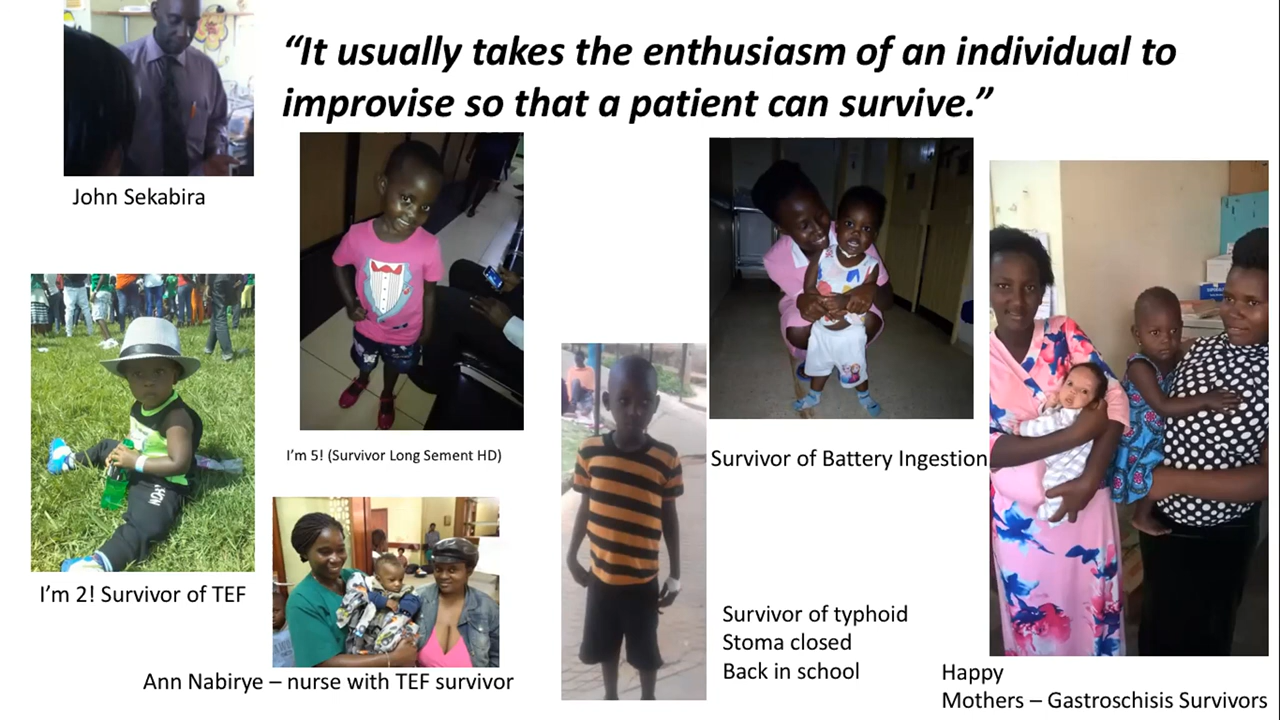 “It usually takes the enthusiasm of an individual to
improvise so that a patient can survive.”
John Sekabira
I’m 5! (Survivor Long Sement HD)
Survivor of Battery Ingestion
I’m 2! Survivor of TEF
Survivor of typhoid
Stoma closed
Back in school
Ann Nabirye – nurse with TEF survivor
Happy
Mothers – Gastroschisis Survivors